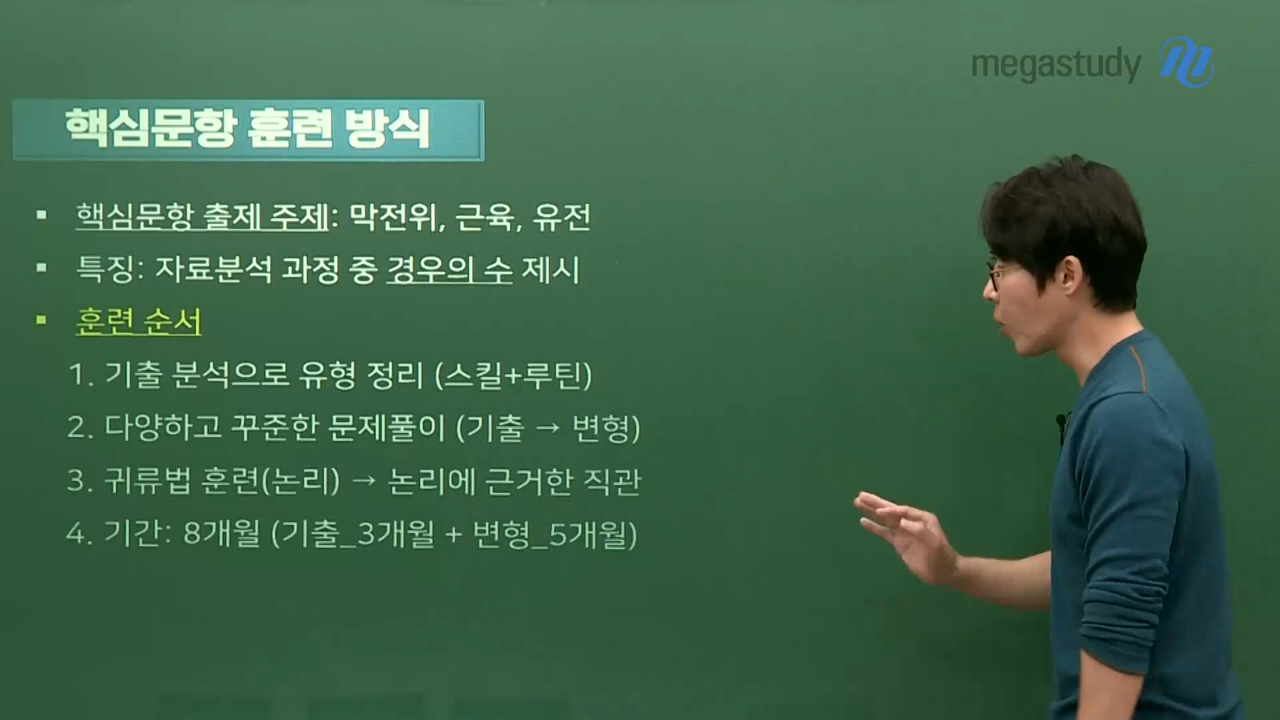 megastudy
핵심문항 훈련 방식
▪ 핵심문항 출제 주제: 막전위, 근육, 유전
▪ 특징: 자료분석 과정 중 경우의 수 제시
▪ 훈련 순서
1. 기출 분석으로 유형 정리 (스킬+루틴)
2. 다양하고 꾸준한 문제풀이 (기출 → 변형)
3. 귀류법 훈련(논리) → 논리에 근거한 직관
4. 기간: 8개월 (기출_3개월 + 변형_5개월)